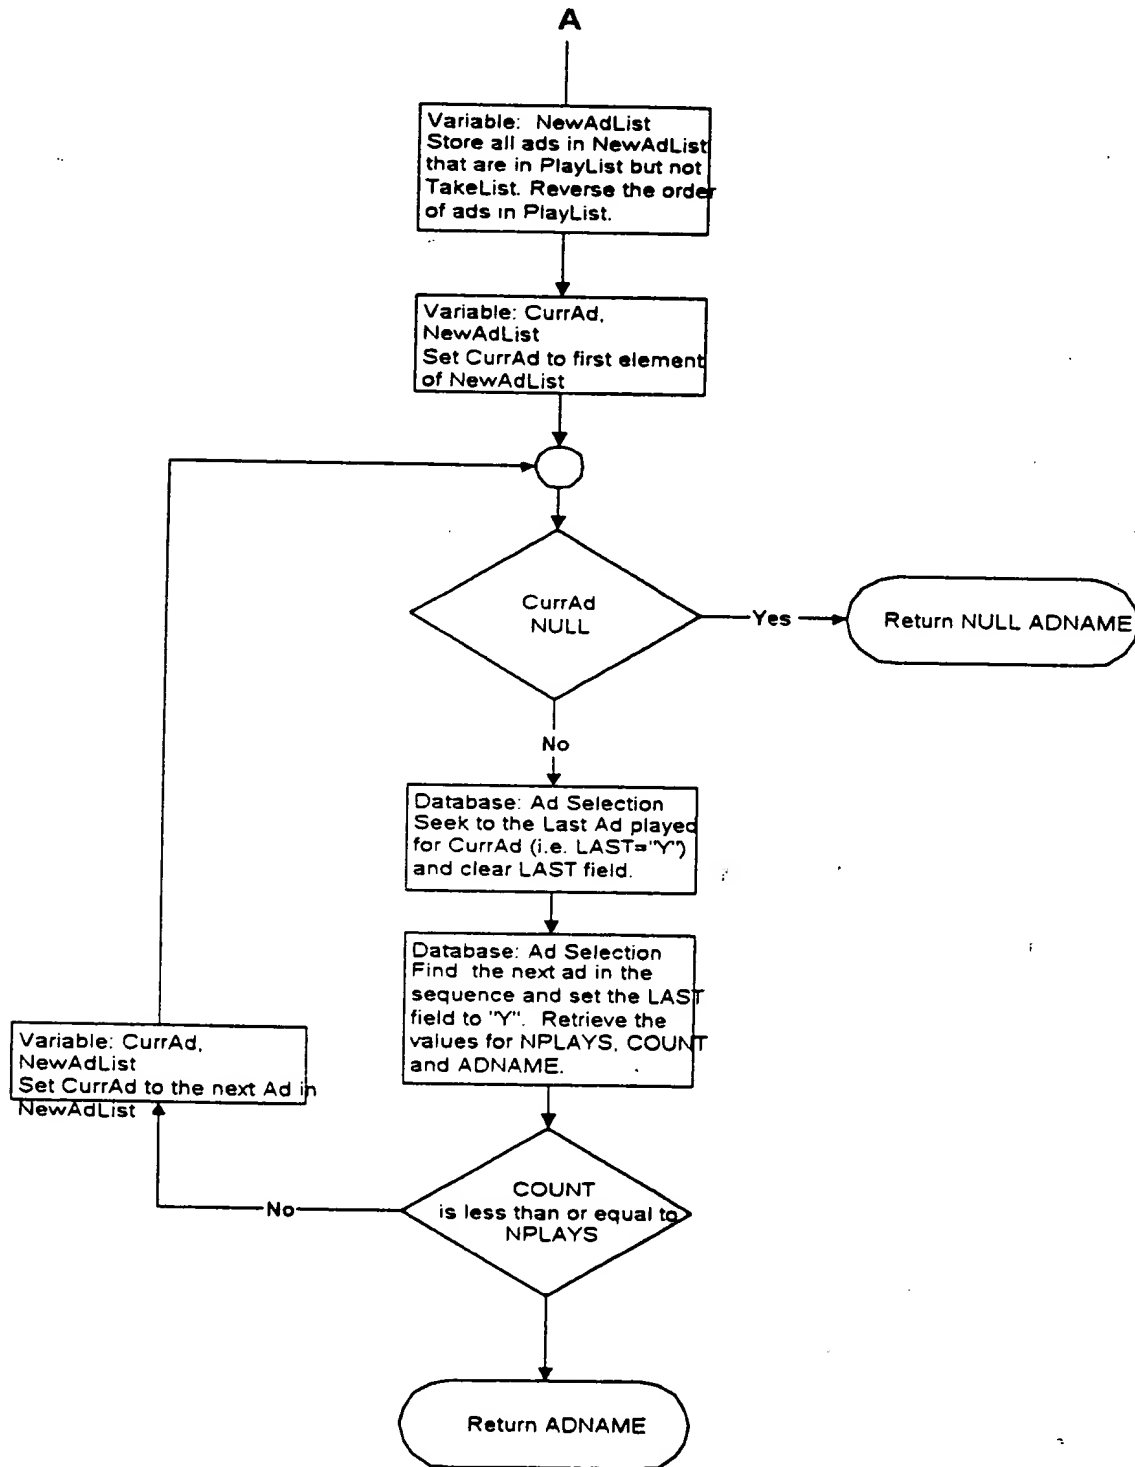 A
Variable: NewAdList
Store all ads in NewAdList
that are in PlayList but not
TakeList. Reverse the order
of ads in PlayList.
Variable: CurrAd,
NewAdList
Set CurrAd to first element
of NewAdList
CurrAd
NULL
Yes
Return NULL ADNAME
No
Database: Ad Selection
Seek to the Last Ad played
for CurrAd (i.e. LAST="Y")
and clear LAST field.
Database: Ad Selection
Find the next ad in the
sequence and set the LAST
field to "Y". Retrieve the
values for NPLAYS, COUNT
and ADNAME.
Variable: CurrAd,
NewAdList
Set CurrAd to the next Ad in
NewAdList
No
COUNT
is less than or equal to
NPLAYS
Return ADNAME